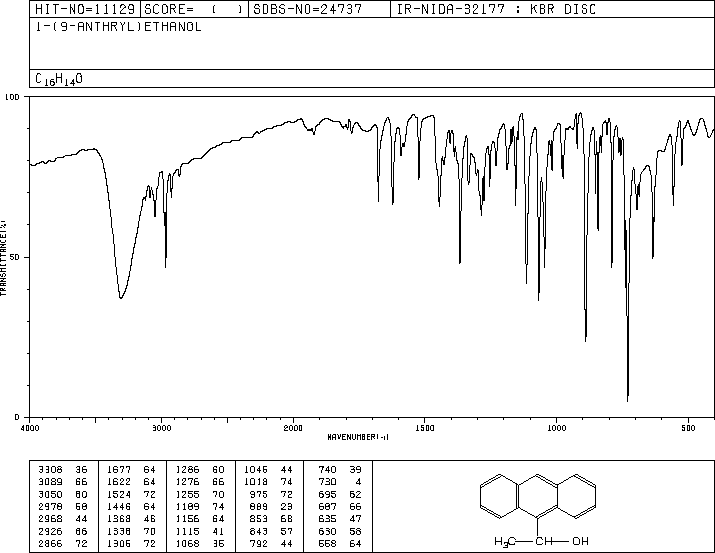 HIT-NO=11129 SCORE= ( ) SDBS-NO=24737 IR-NIDA-32177 : KBR DISC
1-(9-ANTHRYL)ETHANOL
C16H14O
100
50
0
TRANSMITTANCE(%)
4000 3000 2000 1500 1000 500
WAVENUMBER(-1)
3308 36 1677 64 1286 60 1046 44 740 39
3089 66 1622 64 1276 66 1018 74 730 4
3050 60 1524 72 1255 70 975 72 695 62
2978 68 1446 64 1189 74 889 23 687 66
2968 44 1368 46 1156 64 853 68 635 47
2926 66 1338 70 1115 41 843 57 630 58
2866 72 1306 72 1068 35 792 44 558 64
H3C CH OH